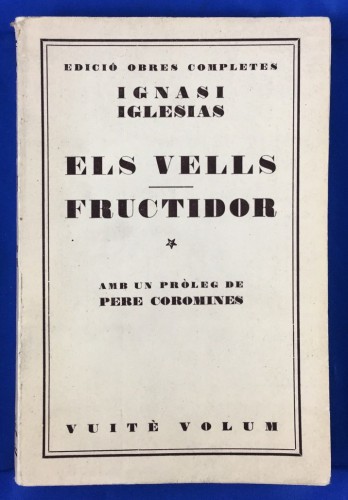 EDICIÓ OBRES COMPLETES
IGNASI
IGLESIAS
ELS VELLS
FRUCTIDOR
AMB UN PRÒLEG DE
PERE COROMINES
VUITÈ VOLUM